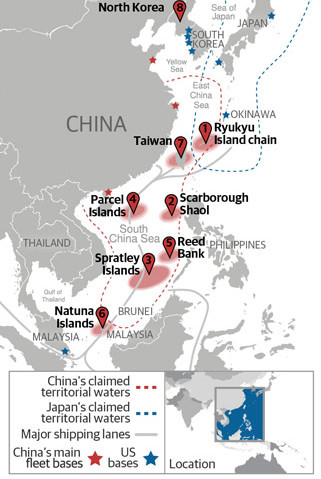 North Korea
8
Sea of
Japan
JAPAN
SOUTH
KOREA
Yellow
Sea
East
China
Sea
OKINAWA
CHINA
1
Ryukyu
Island chain
Taiwan
7
Parcel
Islands
4
2
Scarborough
Shaol
South
China Sea
THAILAND
5
Reed
Bank
PHILIPPINES
Spratley
Islands
3
Gulf of
Thailand
Natuna
Islands
6
BRUNEI
MALAYSIA
MALAYSIA
China's claimed
territorial waters
Japan's claimed
territorial waters
Major shipping lanes
China's main
fleet bases
US
bases
Location